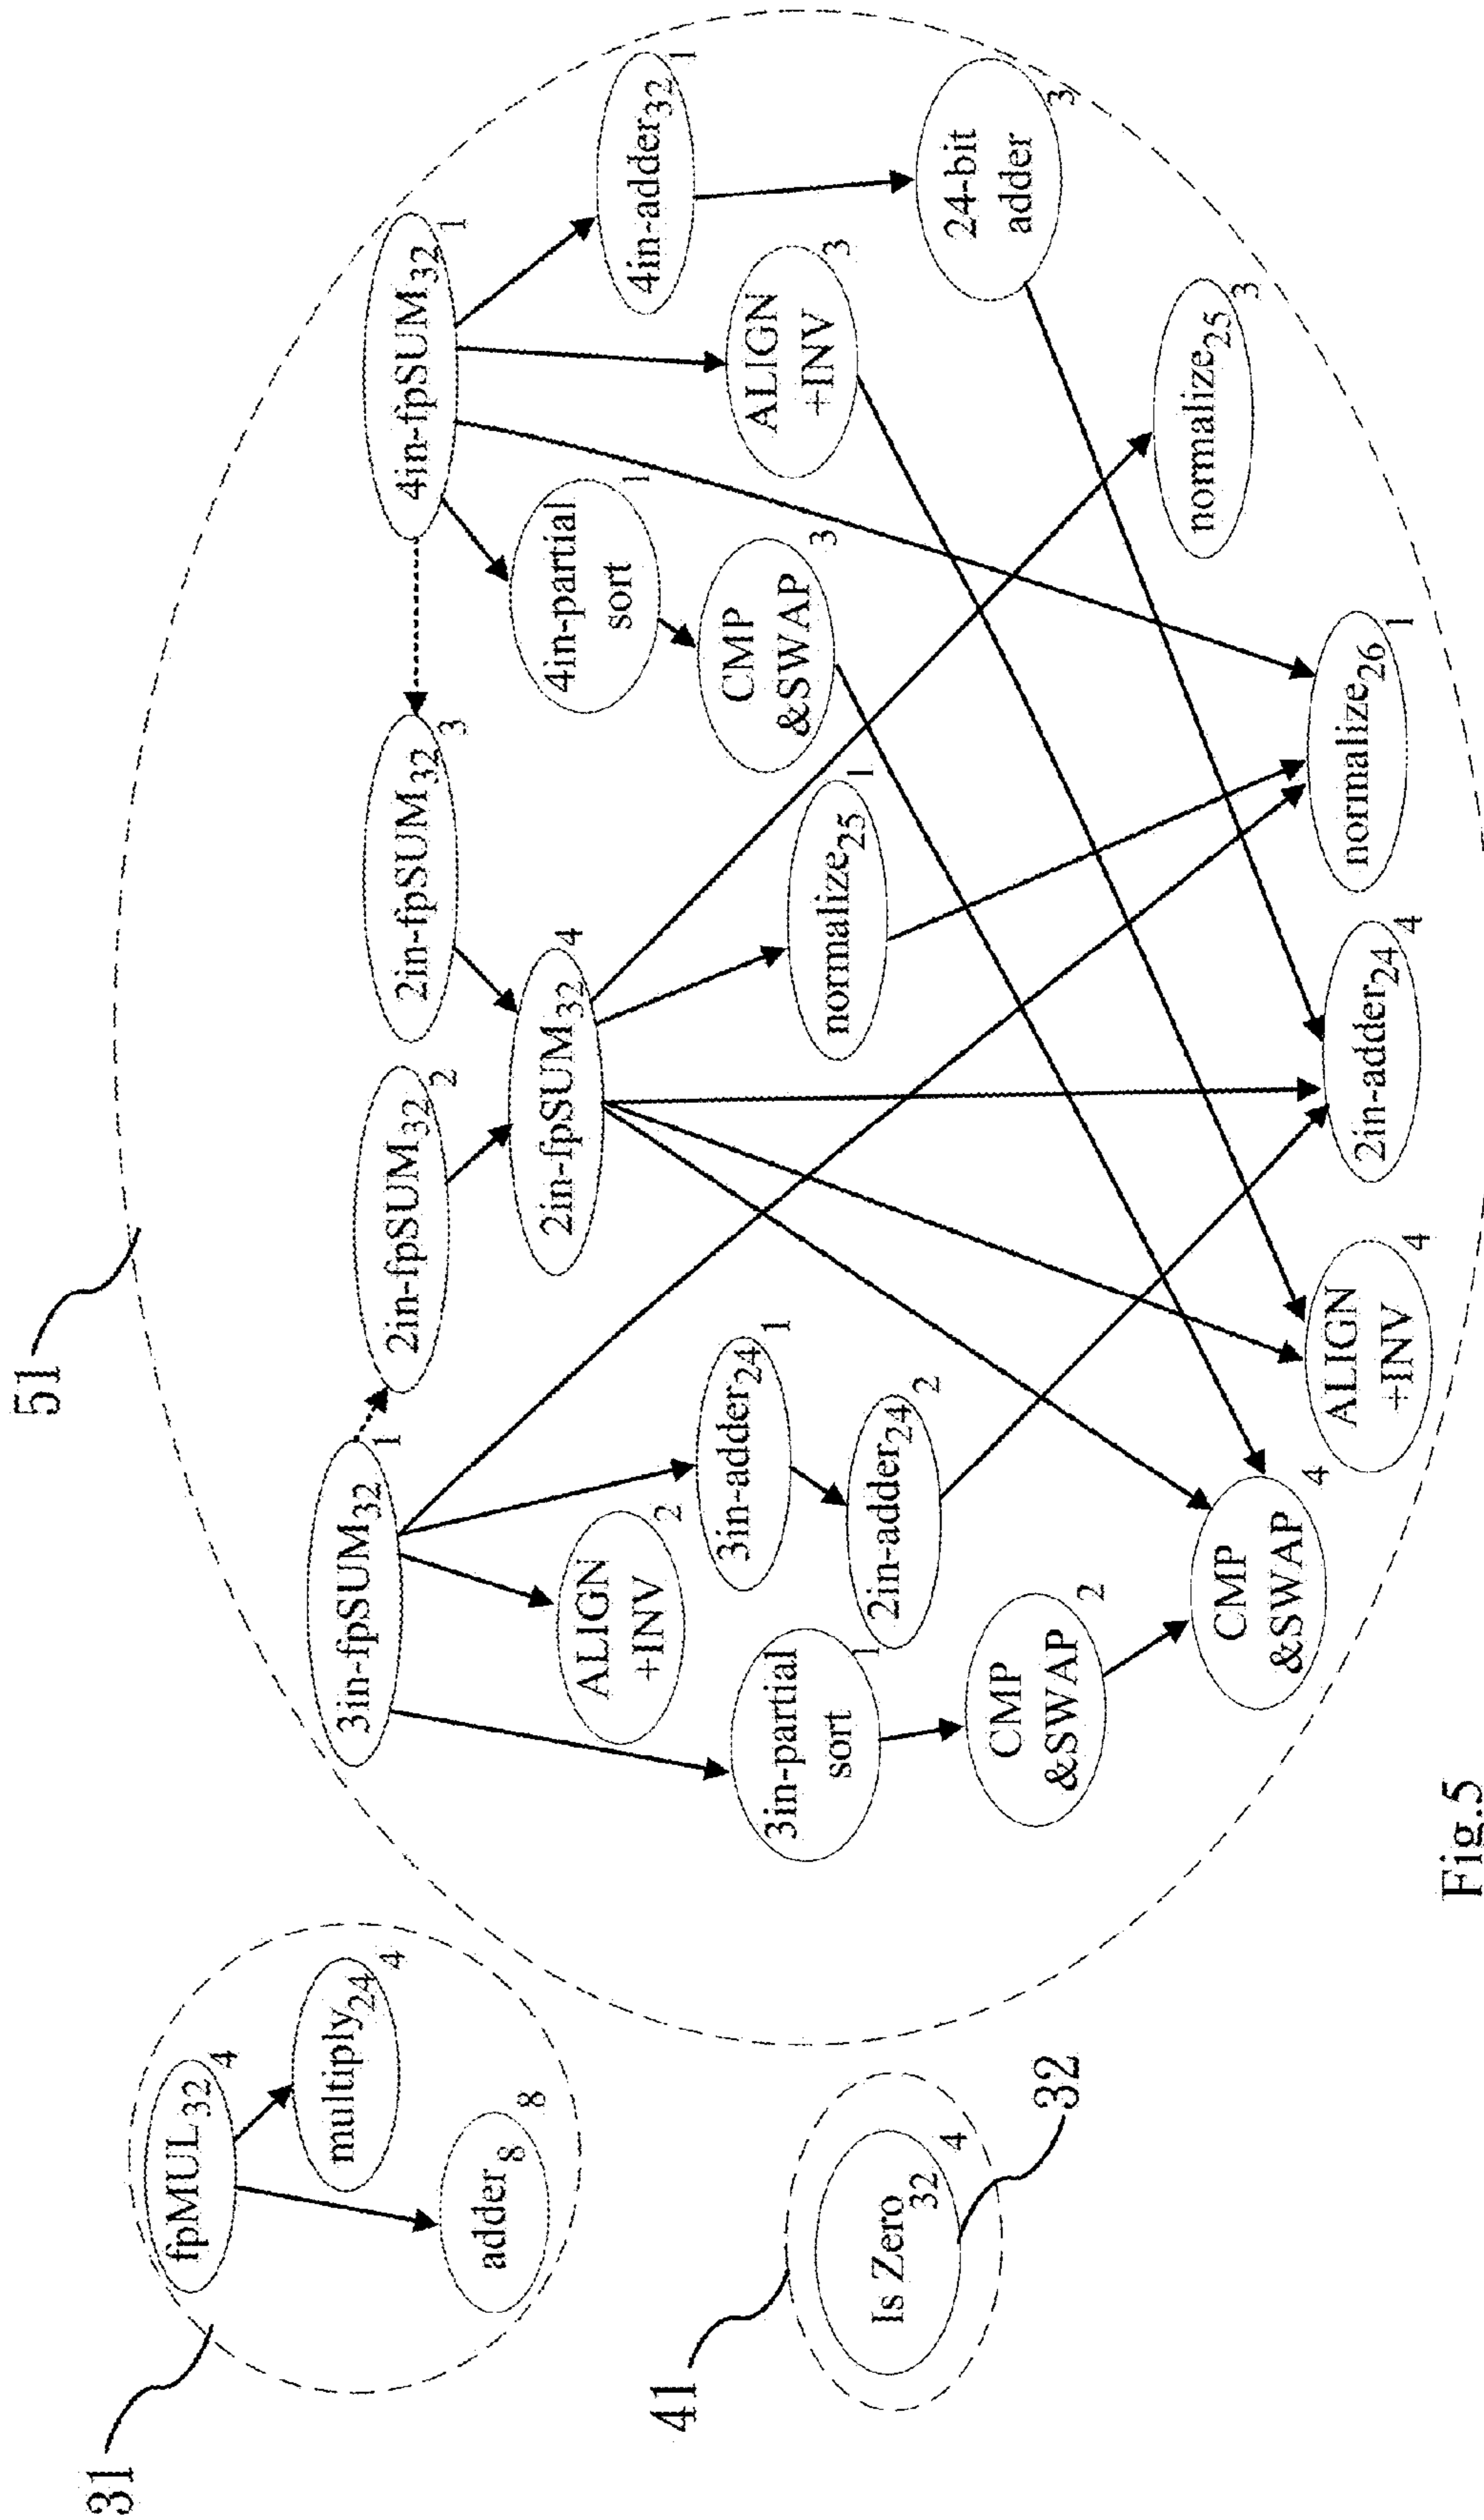 31
fpMUL32 4
multiply24 4
adder8 8
41
Is Zero32 4
32
51
3in-fpSUM32 1
2in-fpSUM32 2
2in-fpSUM32 3
4in-fpSUM32 1
2in-fpSUM32 4
ALIGN
+INV 2
3in-adder24 1
4in-partial
sort 1
4in-adder32 1
3in-partial
sort 1
2in-adder24 2
normalize25 1
CMP
&SWAP 3
ALIGN
+INV 3
24-bit
adder 3
CMP
&SWAP 2
CMP
&SWAP 4
ALIGN
+INV 4
2in-adder24 4
normalize26 1
normalize25 3
Fig.5